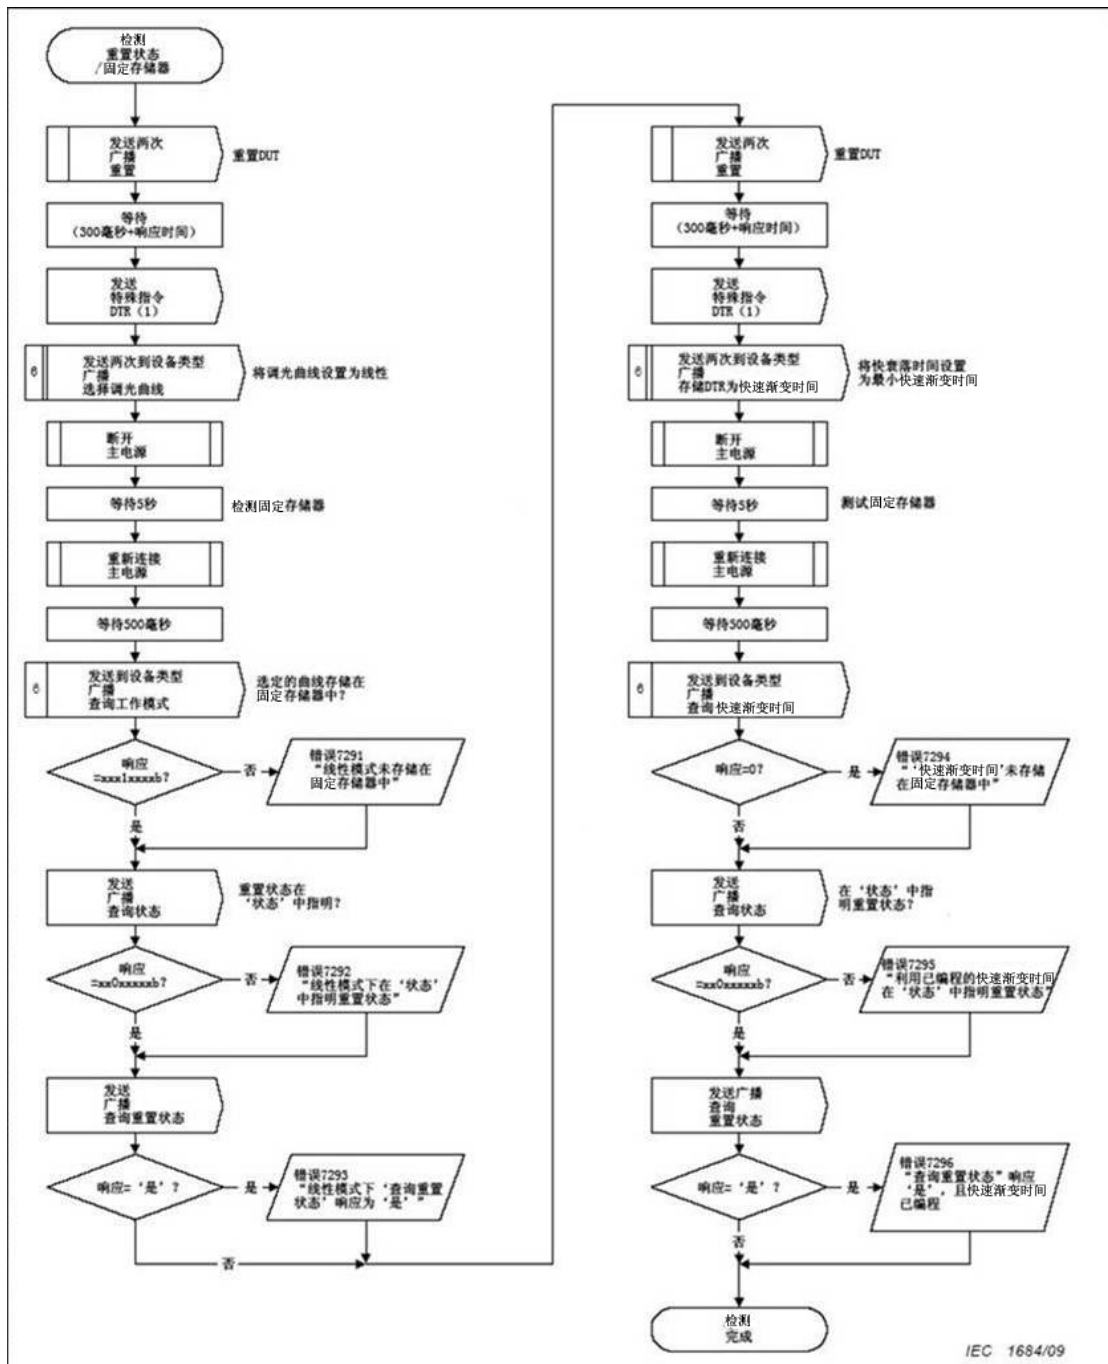 检测
重置状态
/固定存储器
发送两次
广播
重置
重置DUT
等待
（300毫秒+响应时间）
发送
特殊指令
DTR（1）
6
发送两次到设备类型
广播
选择调光曲线
将调光曲线设置为线性
断开
主电源
等待5秒
检测固定存储器
重新连接
主电源
等待500毫秒
6
发送到设备类型
广播
查询工作模式
选定的曲线存储在
固定存储器中？
响应
=xxx1xxxxb？
否
错误7291
“线性模式未存储在
固定存储器中”
是
发送
广播
查询状态
重置状态在
‘状态’中指明？
响应
=xx0xxxxxb？
否
错误7292
“线性模式下在‘状态’
中指明重置状态”
是
发送
广播
查询重置状态
响应=‘是’？
是
错误7293
“线性模式下‘查询重置
状态’响应为‘是’”
否
发送两次
广播
重置
重置DUT
等待
（300毫秒+响应时间）
发送
特殊指令
DTR（1）
6
发送两次到设备类型
广播
存储DTR为快速渐变时间
将快衰落时间设置
为最小快速渐变时间
断开
主电源
等待5秒
测试固定存储器
重新连接
主电源
等待500毫秒
6
发送到设备类型
广播
查询快速渐变时间
响应=0？
是
错误7294
“‘快速渐变时间’未存储
在固定存储器中”
否
发送
广播
查询状态
在‘状态’中指
明重置状态？
响应
=xx0xxxxxb？
否
错误7295
“利用已编程的快速渐变时间
在‘状态’中指明重置状态”
是
发送广播
查询
重置状态
响应=‘是’？
是
错误7296
“查询重置状态”响应
‘是’，且快速渐变时间
已编程
否
检测
完成
IEC 1684/09